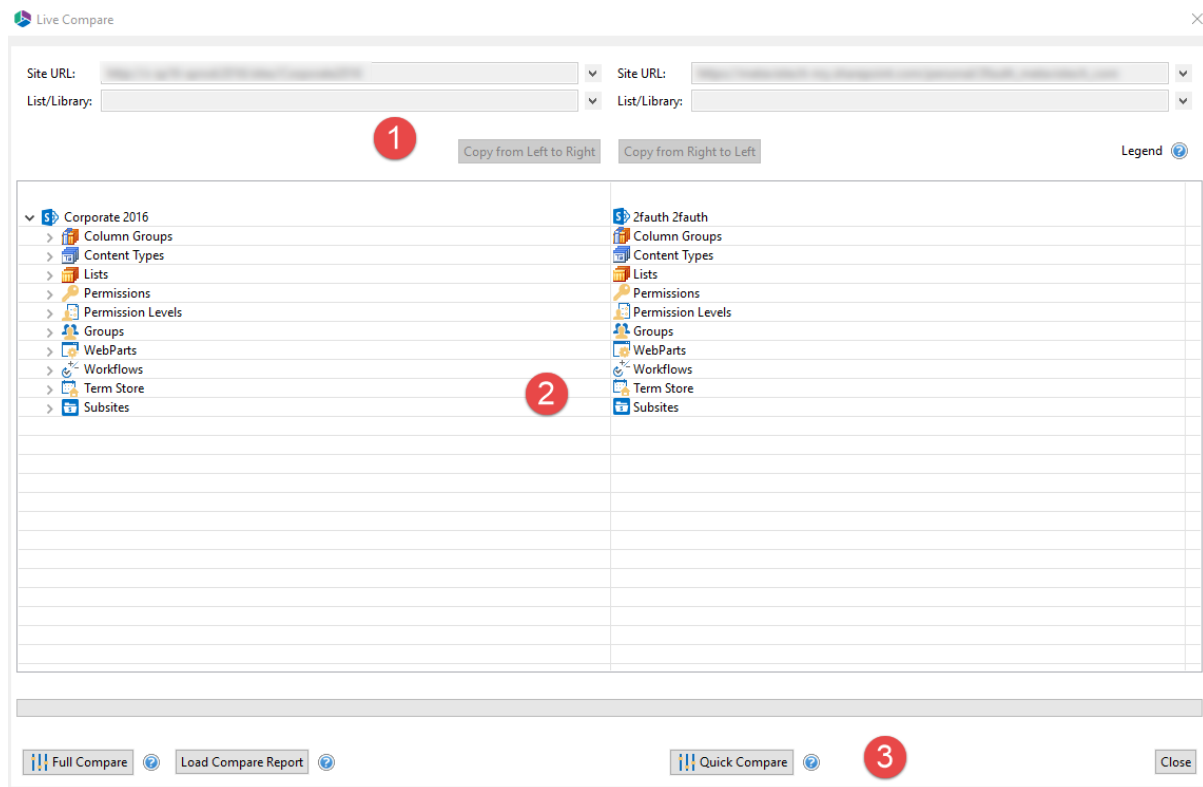 Live Compare
Site URL:
Site URL:
List/Library:
List/Library:
1
Copy from Left to Right
Copy from Right to Left
Legend
Corporate 2016
2fauth 2fauth
Column Groups
Column Groups
Content Types
Content Types
Lists
Lists
Permissions
Permissions
Permission Levels
Permission Levels
Groups
Groups
WebParts
WebParts
Workflows
Workflows
Term Store
Term Store
2
Subsites
Subsites
Full Compare
Load Compare Report
Quick Compare
3
Close